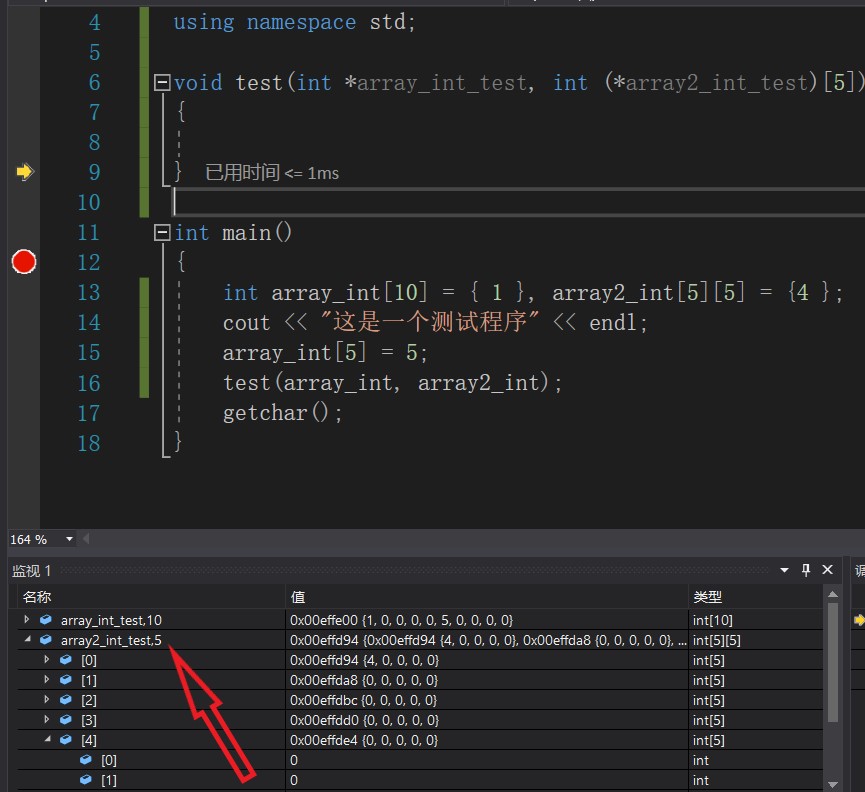 4 using namespace std;
5
6 void test(int *array_int_test, int (*array2_int_test)[5])
7 {
8
9 } 已用时间 <= 1ms
10
11 int main()
12 {
13 int array_int[10] = { 1 }, array2_int[5][5] = {4 };
14 cout << "这是一个测试程序" << endl;
15 array_int[5] = 5;
16 test(array_int, array2_int);
17 getchar();
18 }
164 %
监视 1
名称 值 类型
array_int_test,10 0x00effe00 {1, 0, 0, 0, 0, 5, 0, 0, 0, 0} int[10]
array2_int_test,5 0x00effd94 {0x00effd94 {4, 0, 0, 0, 0}, 0x00effda8 {0, 0, 0, 0, 0}, ... int[5][5]
[0] 0x00effd94 {4, 0, 0, 0, 0} int[5]
[1] 0x00effda8 {0, 0, 0, 0, 0} int[5]
[2] 0x00effdbc {0, 0, 0, 0, 0} int[5]
[3] 0x00effdd0 {0, 0, 0, 0, 0} int[5]
[4] 0x00effde4 {0, 0, 0, 0, 0} int[5]
[0] 0 int
[1] 0 int